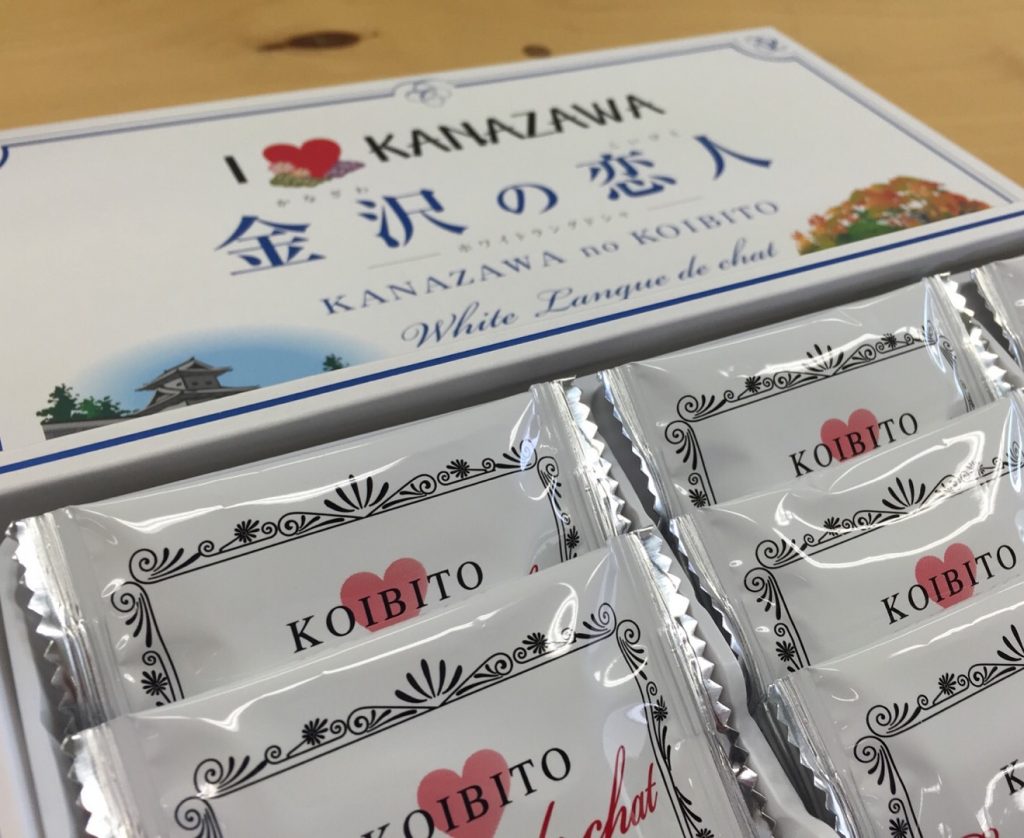 I ♥ KANAZAWA
かなざわ こいびと
金沢の恋人
ホワイトラングドシャ
KANAZAWA no KOIBITO
White Langue de chat
KOIBITO
KOIBITO
KOIBITO
KOIBITO
chat